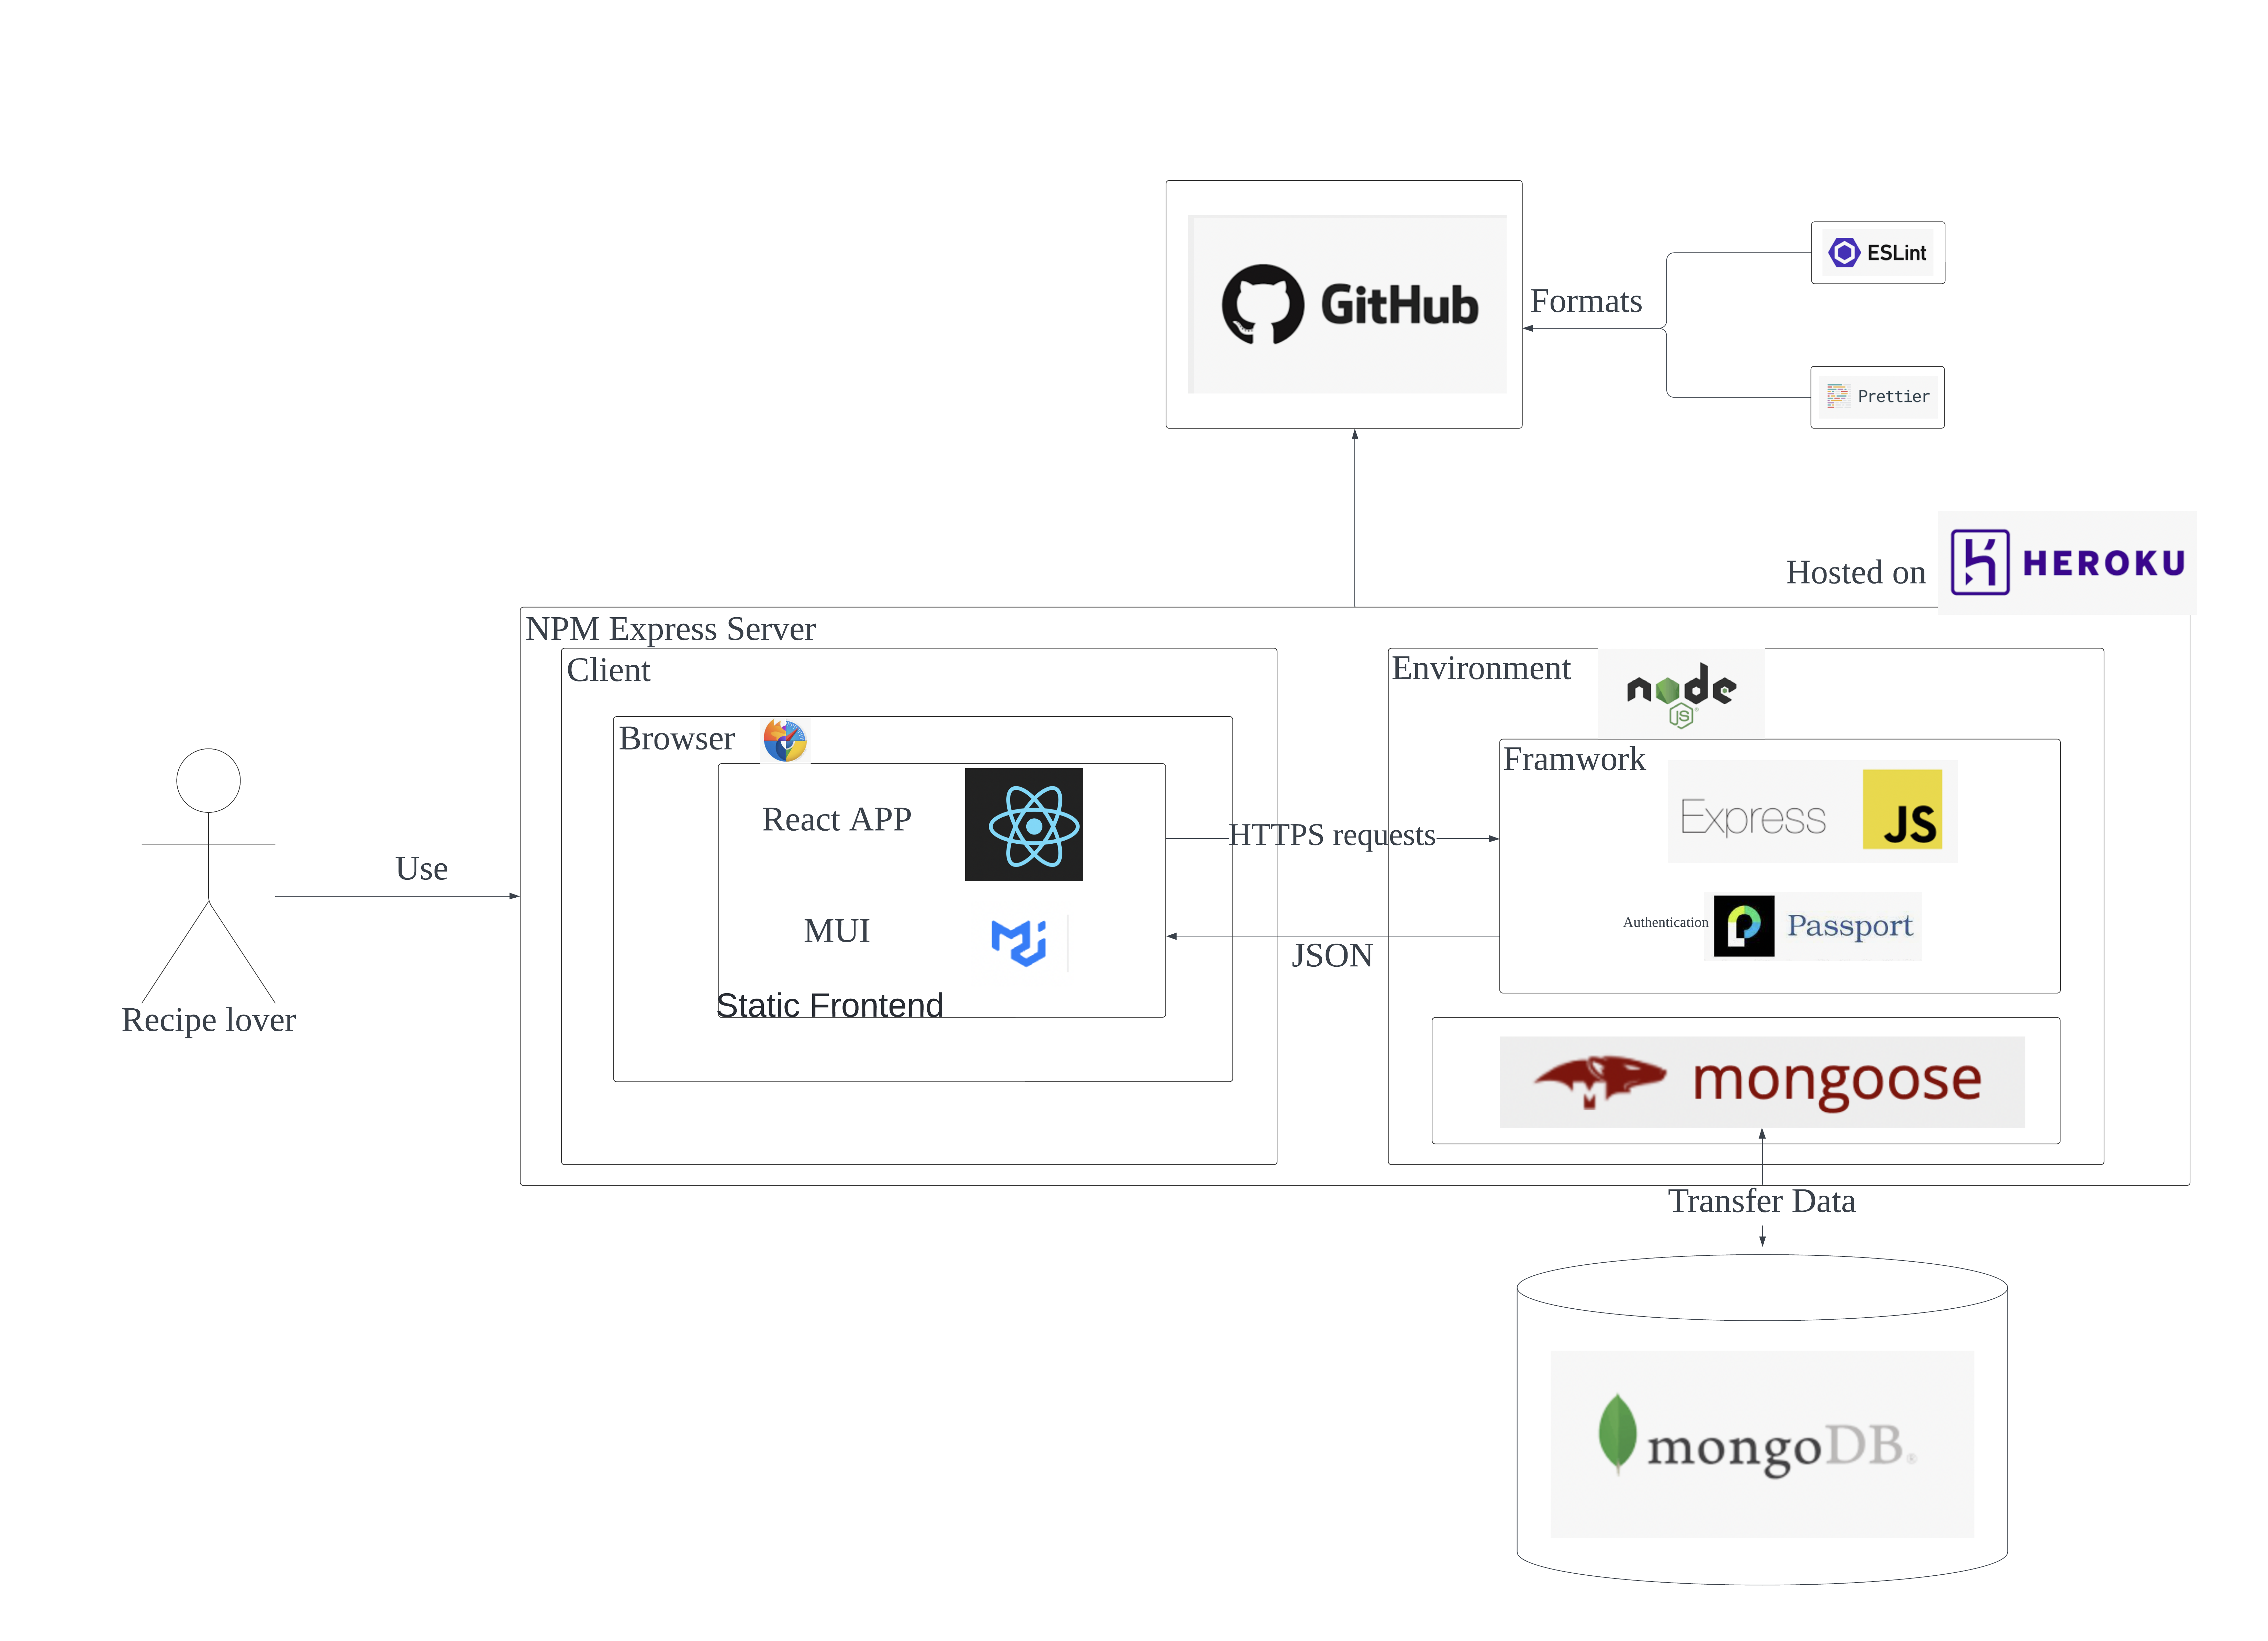 GitHub
Formats
ESLint
Prettier
Hosted on
HEROKU
NPM Express Server
Client
Browser
React APP
MUI
Static Frontend
Use
Recipe lover
HTTPS requests
JSON
Environment
node
JS
Framwork
Express
JS
Authentication
Passport
mongoose
Transfer Data
mongoDB®